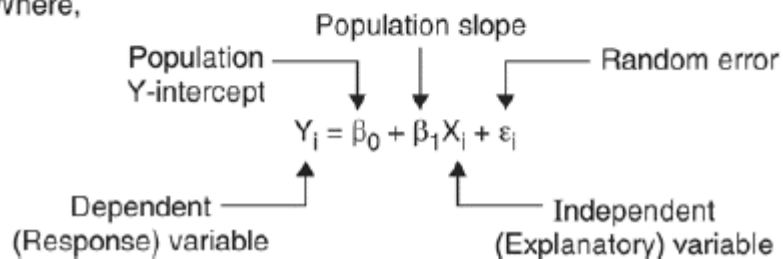 Where,
Population slope
Population
Y-intercept
Random error
Yᵢ = β₀ + β₁Xᵢ + εᵢ
Dependent
(Response) variable
Independent
(Explanatory) variable